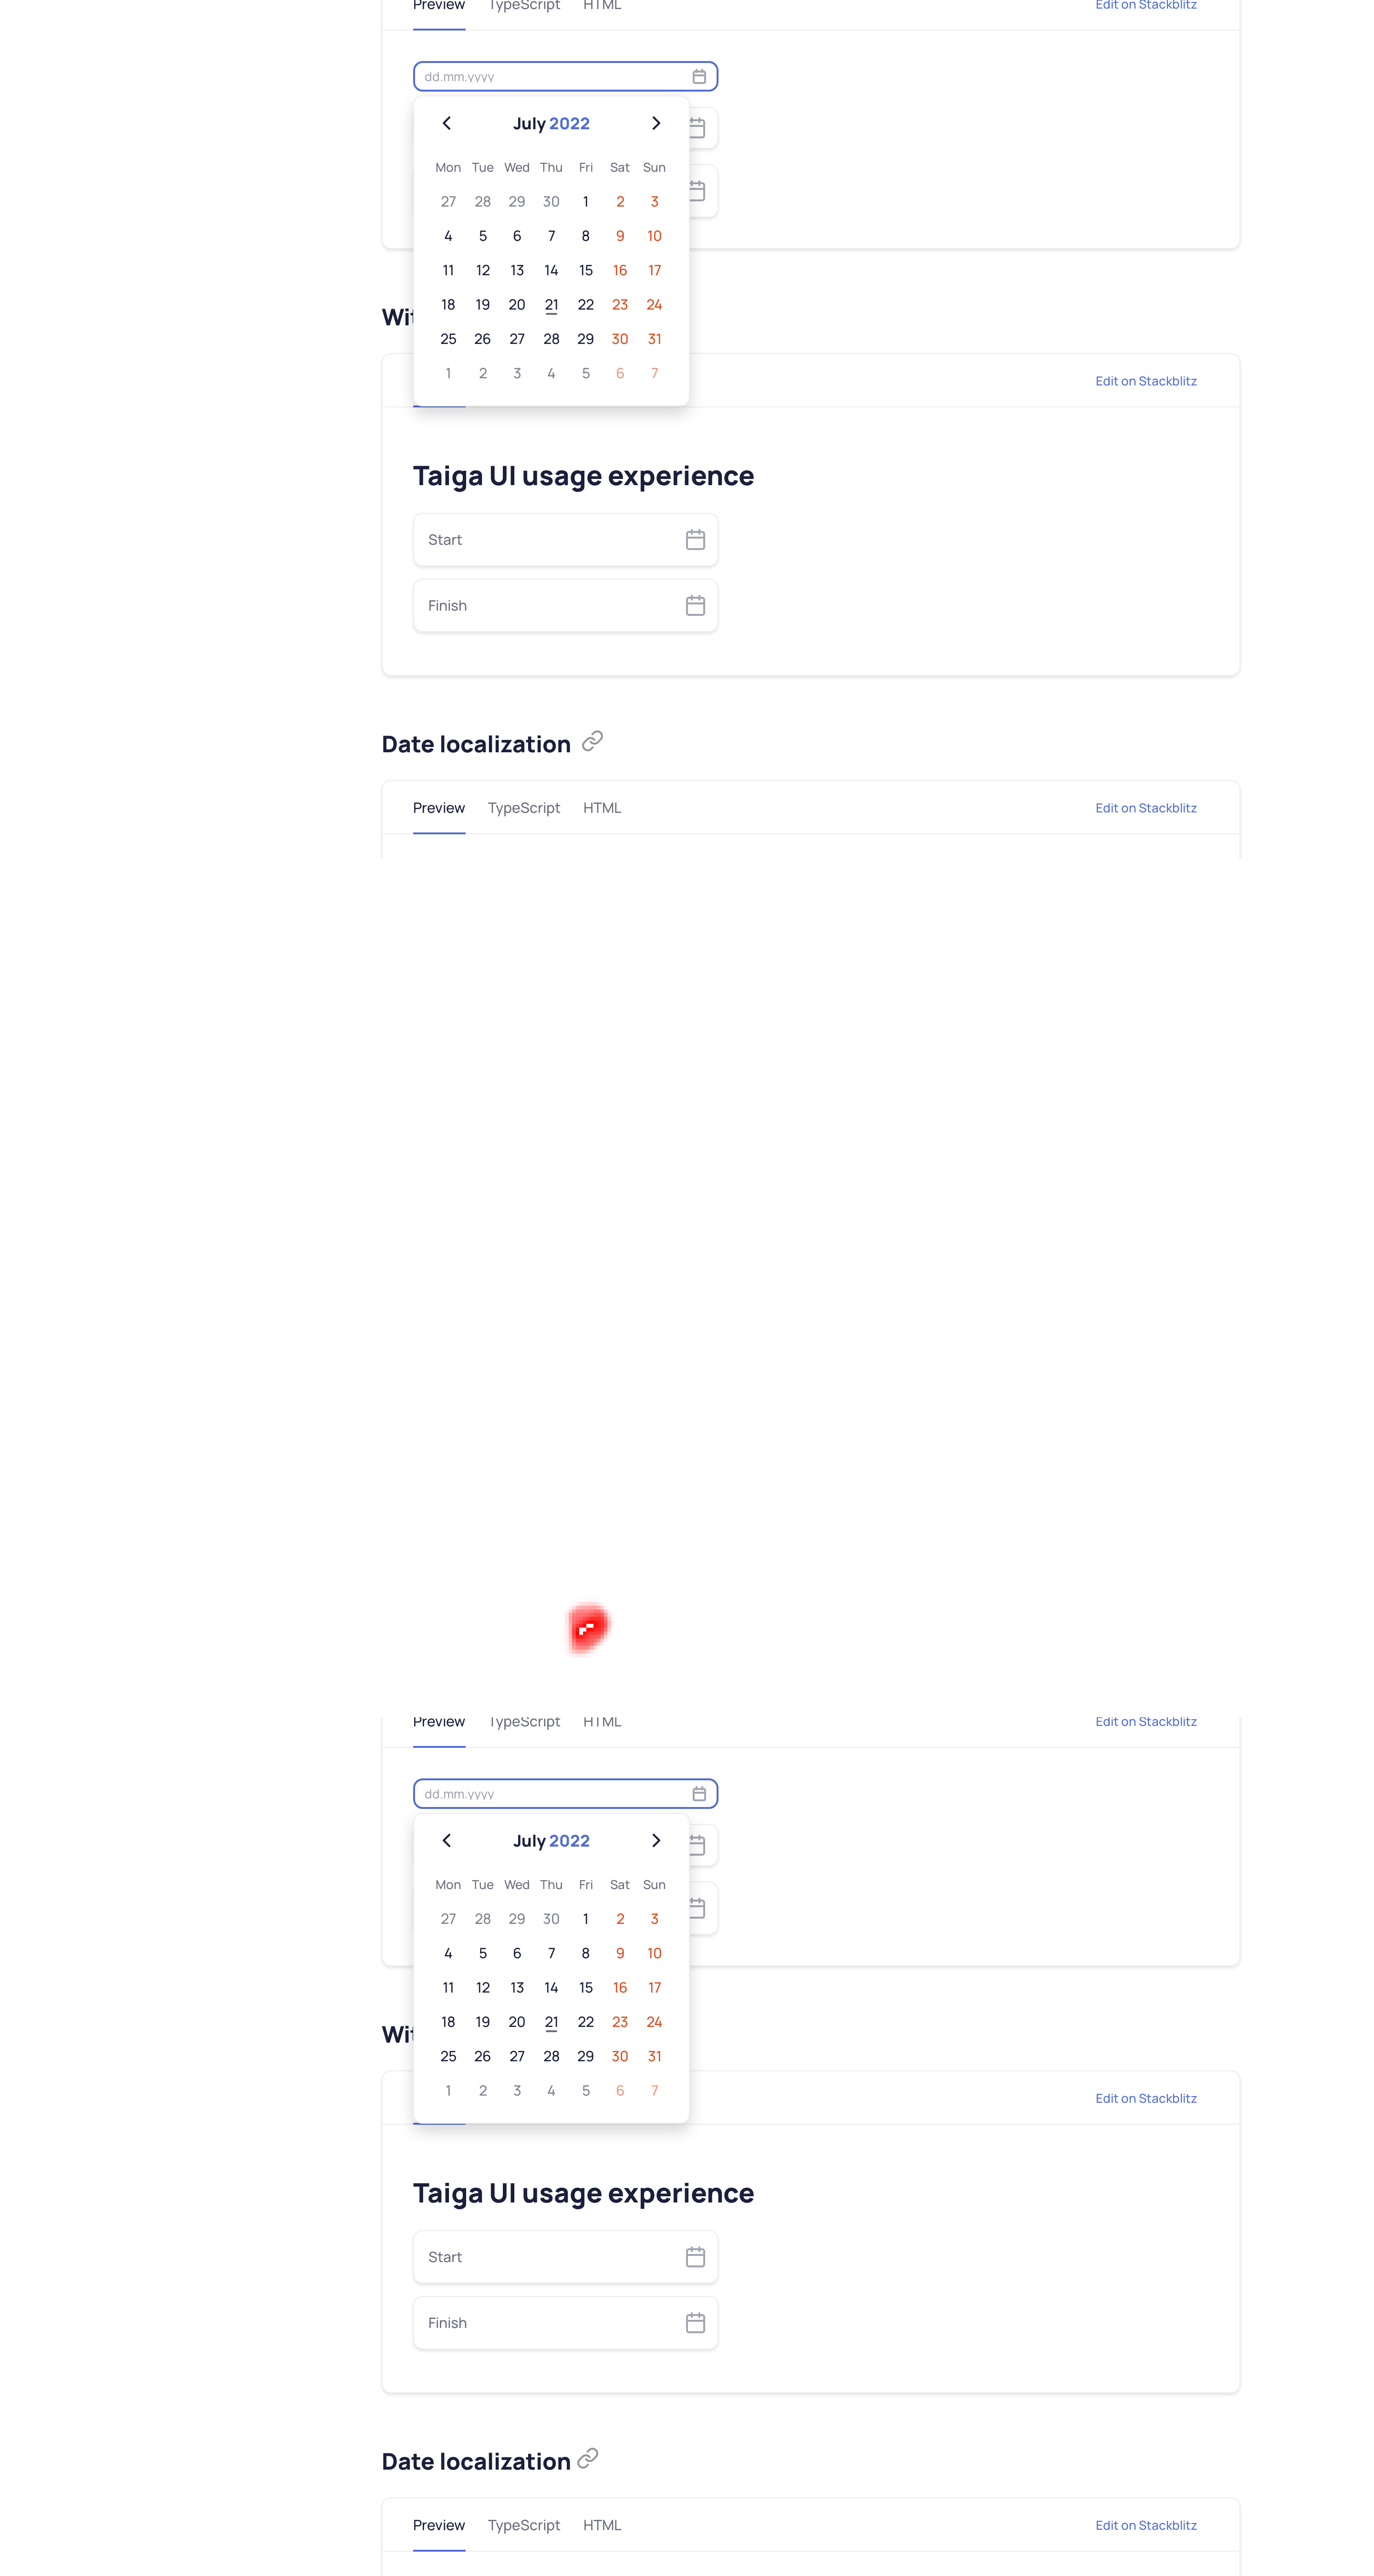 Preview TypeScript HTML Edit on Stackblitz
dd.mm.yyyy
July 2022
Mon Tue Wed Thu Fri Sat Sun
27 28 29 30 1 2 3
4 5 6 7 8 9 10
11 12 13 14 15 16 17
18 19 20 21 22 23 24
25 26 27 28 29 30 31
1 2 3 4 5 6 7
Edit on Stackblitz
Taiga UI usage experience
Start
Finish
Date localization
Preview TypeScript HTML Edit on Stackblitz
Preview TypeScript HTML Edit on Stackblitz
dd.mm.yyyy
July 2022
Mon Tue Wed Thu Fri Sat Sun
27 28 29 30 1 2 3
4 5 6 7 8 9 10
11 12 13 14 15 16 17
18 19 20 21 22 23 24
25 26 27 28 29 30 31
1 2 3 4 5 6 7
Edit on Stackblitz
Taiga UI usage experience
Start
Finish
Date localization
Preview TypeScript HTML Edit on Stackblitz